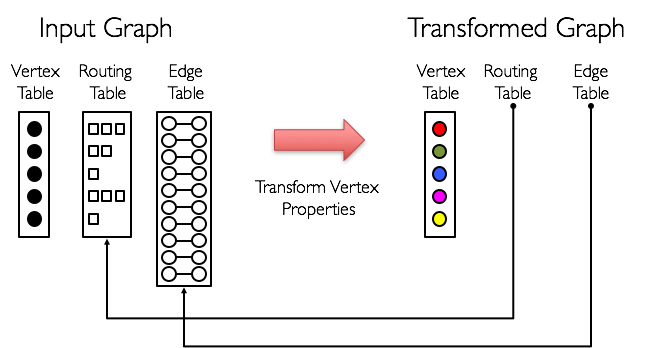 Input Graph
Transformed Graph
Vertex
Table
Routing
Table
Edge
Table
Vertex
Table
Routing
Table
Edge
Table
Transform Vertex
Properties